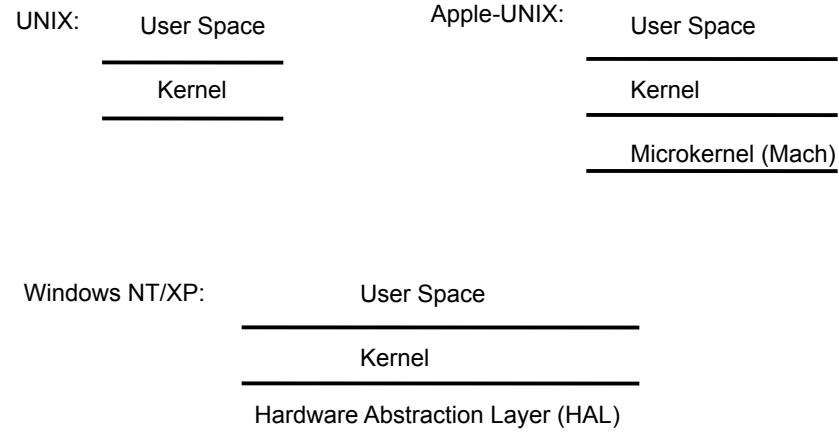 UNIX:
User Space
Kernel
Apple-UNIX:
User Space
Kernel
Microkernel (Mach)
Windows NT/XP:
User Space
Kernel
Hardware Abstraction Layer (HAL)